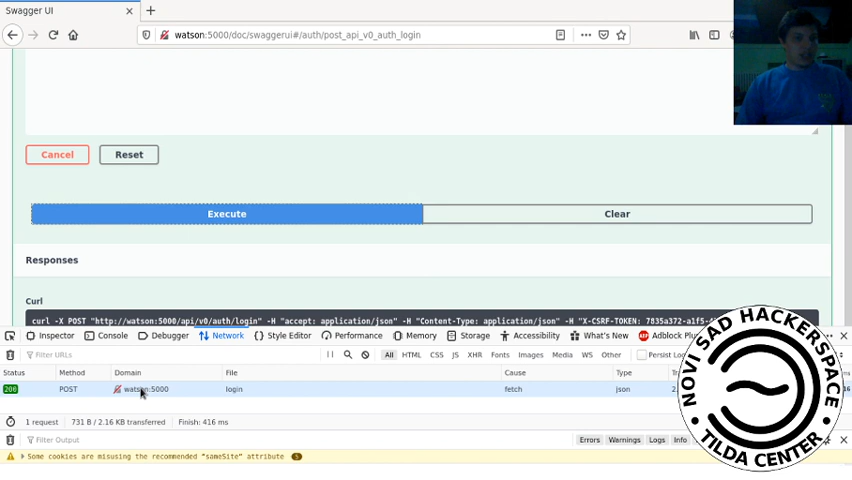 Swagger UI
watson:5000/doc/swaggerui#/auth/post_api_v0_auth_login
Cancel
Reset
Execute
Clear
Responses
Curl
curl -X POST "http://watson:5000/api/v0/auth/login" -H "accept: application/json" -H "Content-Type: application/json" -H "X-CSRF-TOKEN: 7835a372-a1f5-
Inspector Console Debugger Network Style Editor Performance Memory Storage Accessibility What's New Adblock
Filter URLs All HTML CSS JS XHR Fonts Images Media WS Other Persist
Status Method Domain File Cause Type
200 POST watson:5000 login fetch json
1 request 731 B / 2.16 KB transferred Finish: 416 ms
Filter Output Errors Warnings Logs Info
Some cookies are misusing the recommended "sameSite" attribute 5
NOVI SAD HACKERSPACE
TILDA CENTER